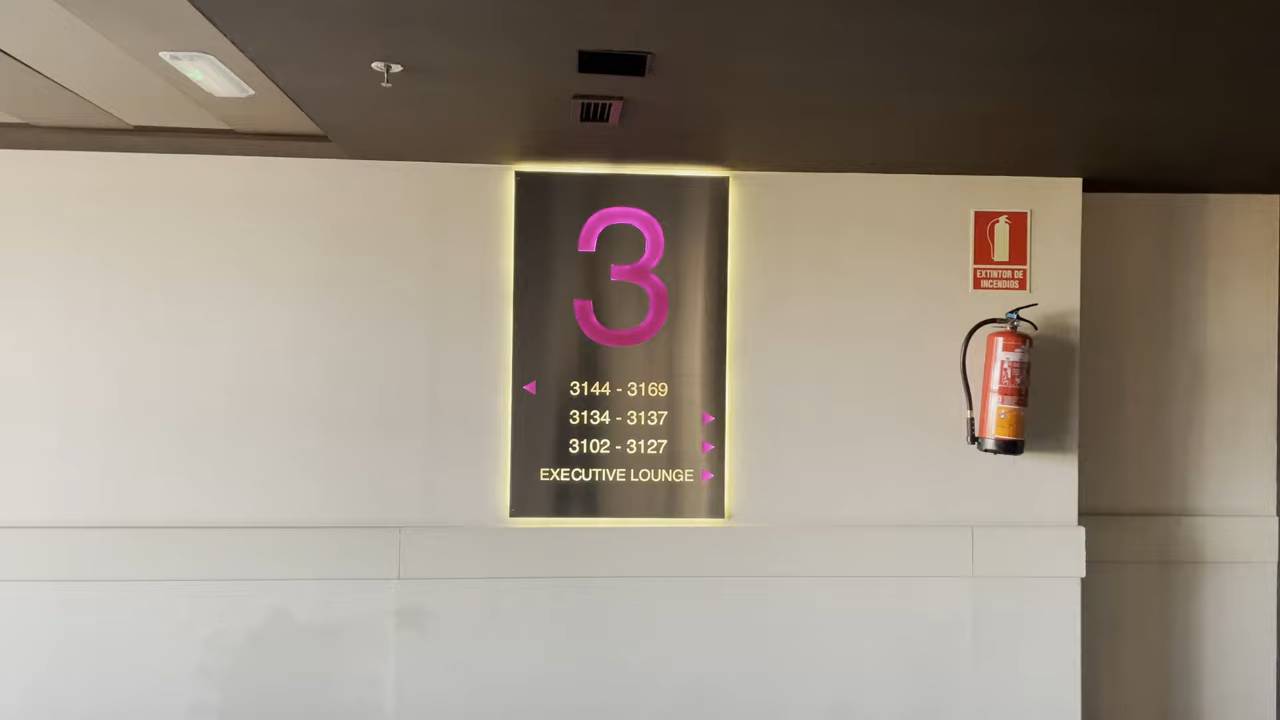 3
3144 - 3169
3134 - 3137
3102 - 3127
EXECUTIVE LOUNGE
EXTINTOR DE
INCENDIOS